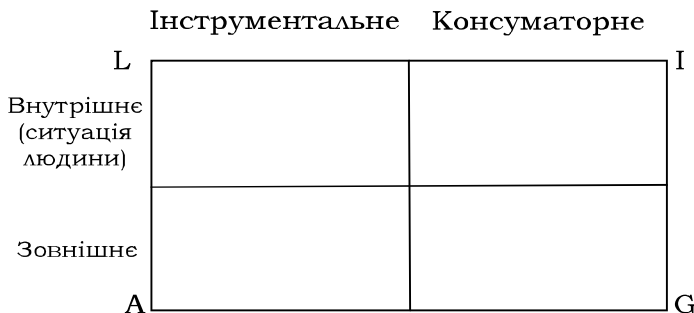 Інструментальне Консуматорне
L I
Внутрішнє
(ситуація
людини)
Зовнішнє
A G